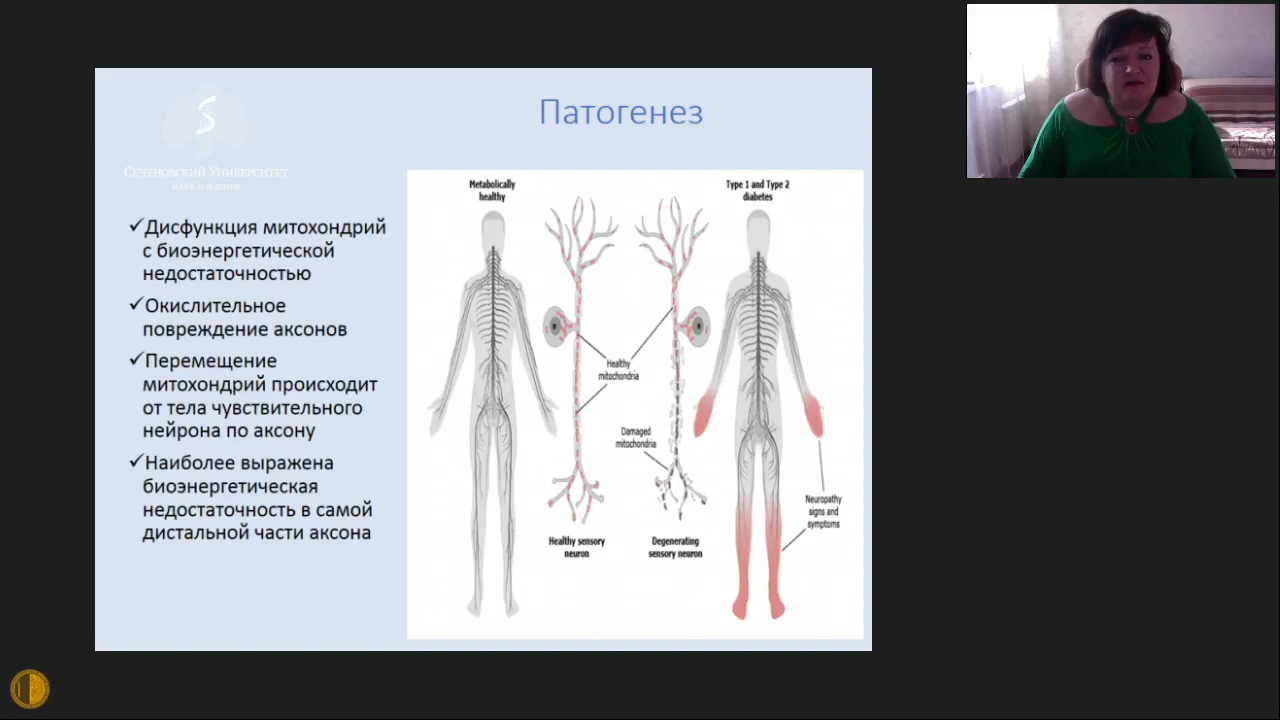 Патогенез
Сеченовский Университет
наук о жизни
Дисфункция митохондрий
с биоэнергетической
недостаточностью
Окислительное
повреждение аксонов
Перемещение
митохондрий происходит
от тела чувствительного
нейрона по аксону
Наиболее выражена
биоэнергетическая
недостаточность в самой
дистальной части аксона
Metabolically
healthy
Type 1 and Type 2
diabetes
Healthy
mitochondria
Damaged
mitochondria
Neuropathy
signs and
symptoms
Healthy sensory
neuron
Degenerating
sensory neuron